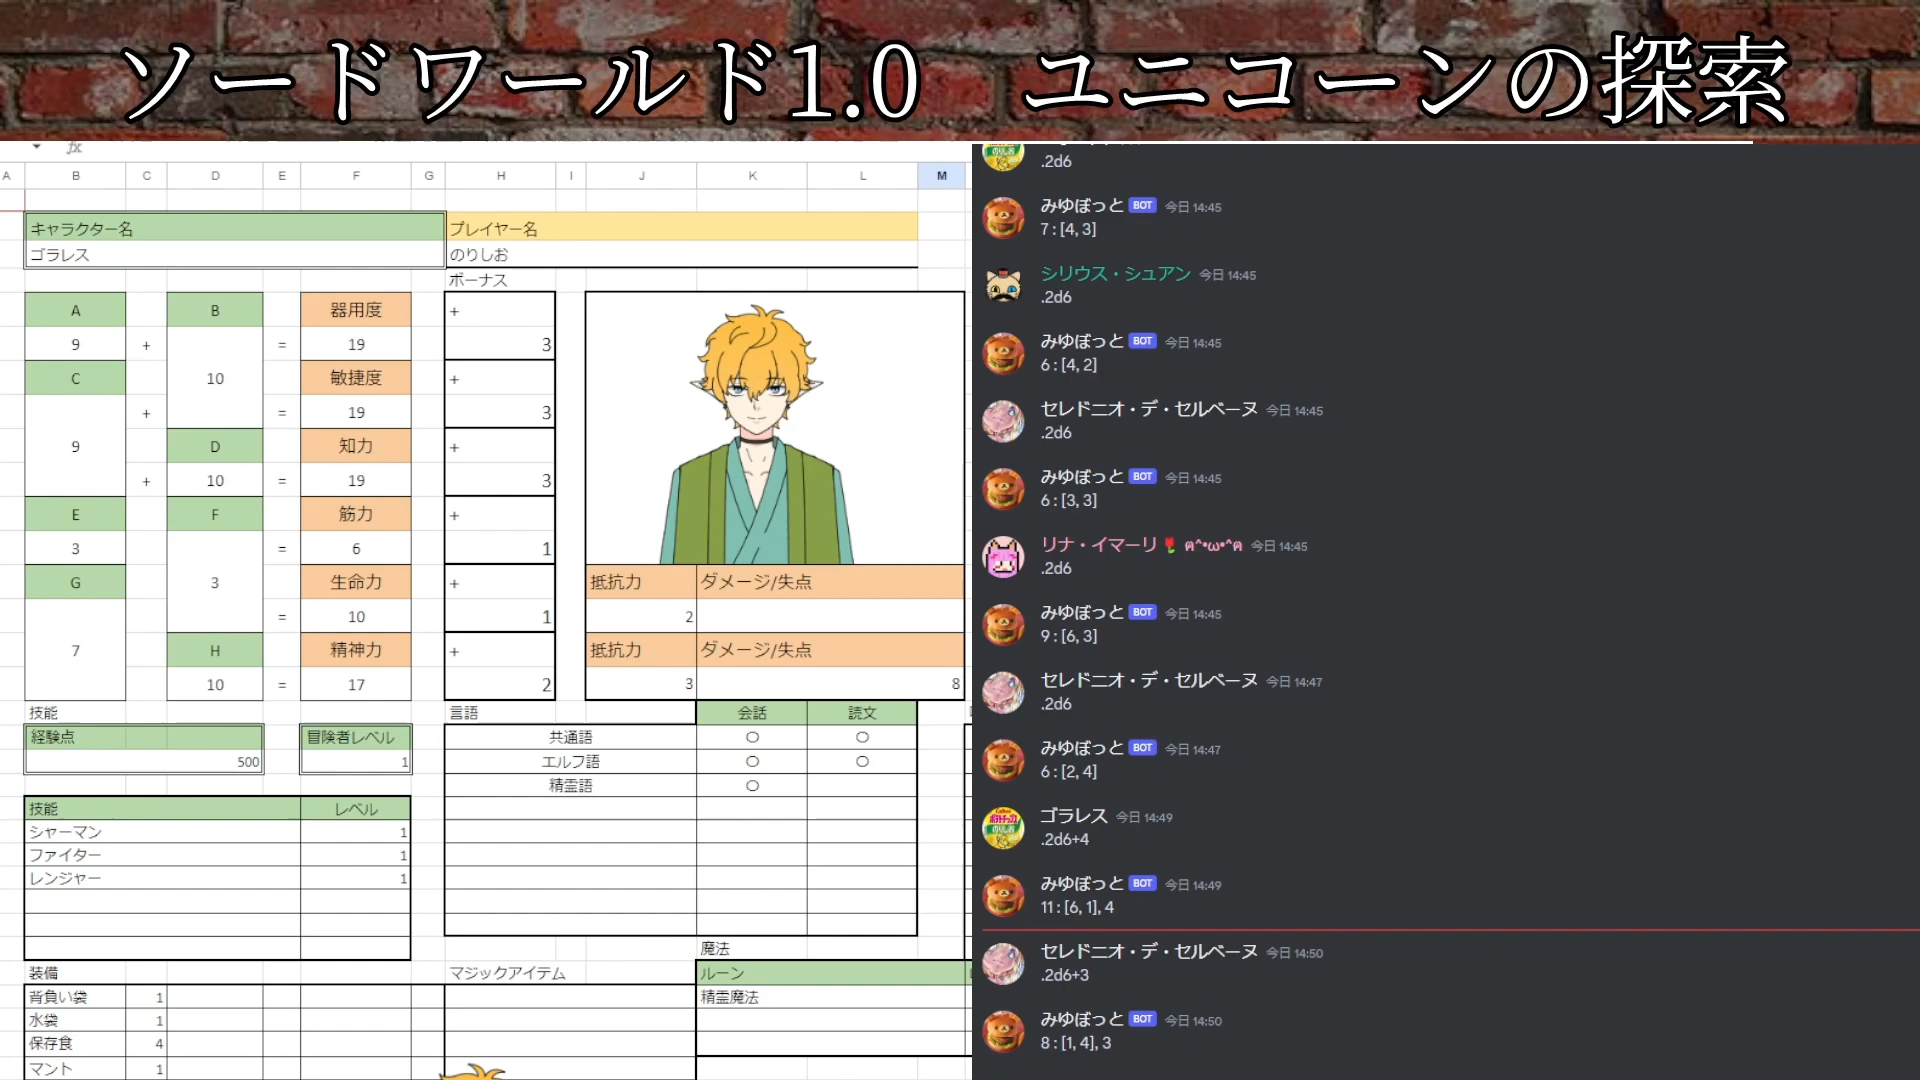 ソードワールド1.0　ユニコーンの探索
fx
A B C D E F G H I J K L M
キャラクター名 プレイヤー名
ゴラレス のりしお
ボーナス
A B 器用度 +
9 + = 19 3
C 敏捷度 +
10
+ = 19 3
9 D 知力 +
+ 10 = 19 3
E F 筋力 +
3 = 6 1
G 3 生命力 + 抵抗力 ダメージ/失点
= 10 1 2
7 H 精神力 + 抵抗力 ダメージ/失点
10 = 17 2 3 8
技能 言語 会話 読文
経験点 冒険者レベル 共通語 〇 〇
500 1 エルフ語 〇 〇
精霊語 〇
技能 レベル
シャーマン 1
ファイター 1
レンジャー 1
魔法
装備 マジックアイテム ルーン
背負い袋 1 精霊魔法
水袋 1
保存食 4
マント 1
.2d6
みゆぼっと BOT 今日 14:45
7 : [4, 3]
シリウス・シュアン 今日 14:45
.2d6
みゆぼっと BOT 今日 14:45
6 : [4, 2]
セレドニオ・デ・セルベーヌ 今日 14:45
.2d6
みゆぼっと BOT 今日 14:45
6 : [3, 3]
リナ・イマーリ🌷 ฅ^•ω•^ฅ 今日 14:45
.2d6
みゆぼっと BOT 今日 14:45
9 : [6, 3]
セレドニオ・デ・セルベーヌ 今日 14:47
.2d6
みゆぼっと BOT 今日 14:47
6 : [2, 4]
ゴラレス 今日 14:49
.2d6+4
みゆぼっと BOT 今日 14:49
11 : [6, 1], 4
セレドニオ・デ・セルベーヌ 今日 14:50
.2d6+3
みゆぼっと BOT 今日 14:50
8 : [1, 4], 3